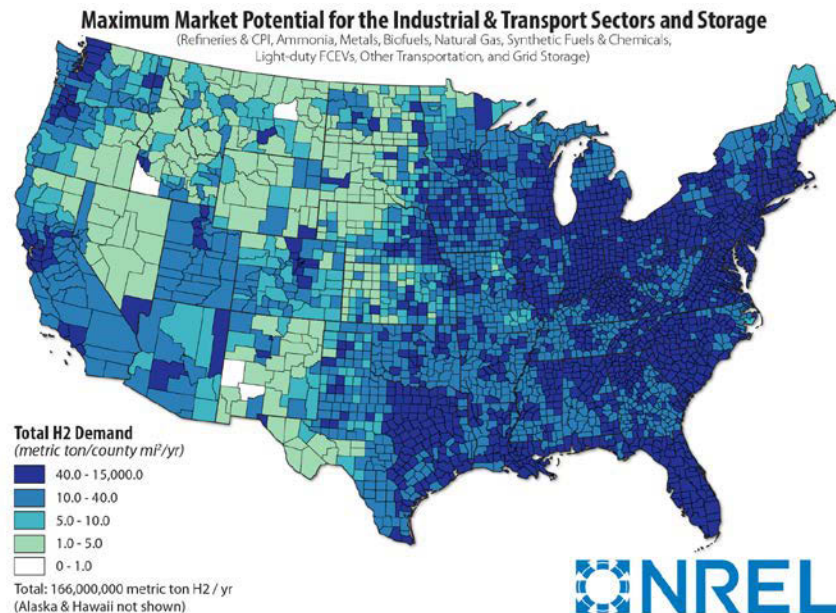 Maximum Market Potential for the Industrial & Transport Sectors and Storage
(Refineries & CPI, Ammonia, Metals, Biofuels, Natural Gas, Synthetic Fuels & Chemicals,
Light-duty FCEVs, Other Transportation, and Grid Storage)
Total H2 Demand
(metric ton/county mi²/yr)
40.0 - 15,000.0
10.0 - 40.0
5.0 - 10.0
1.0 - 5.0
0 - 1.0
Total: 166,000,000 metric ton H2 / yr
(Alaska & Hawaii not shown)
NREL